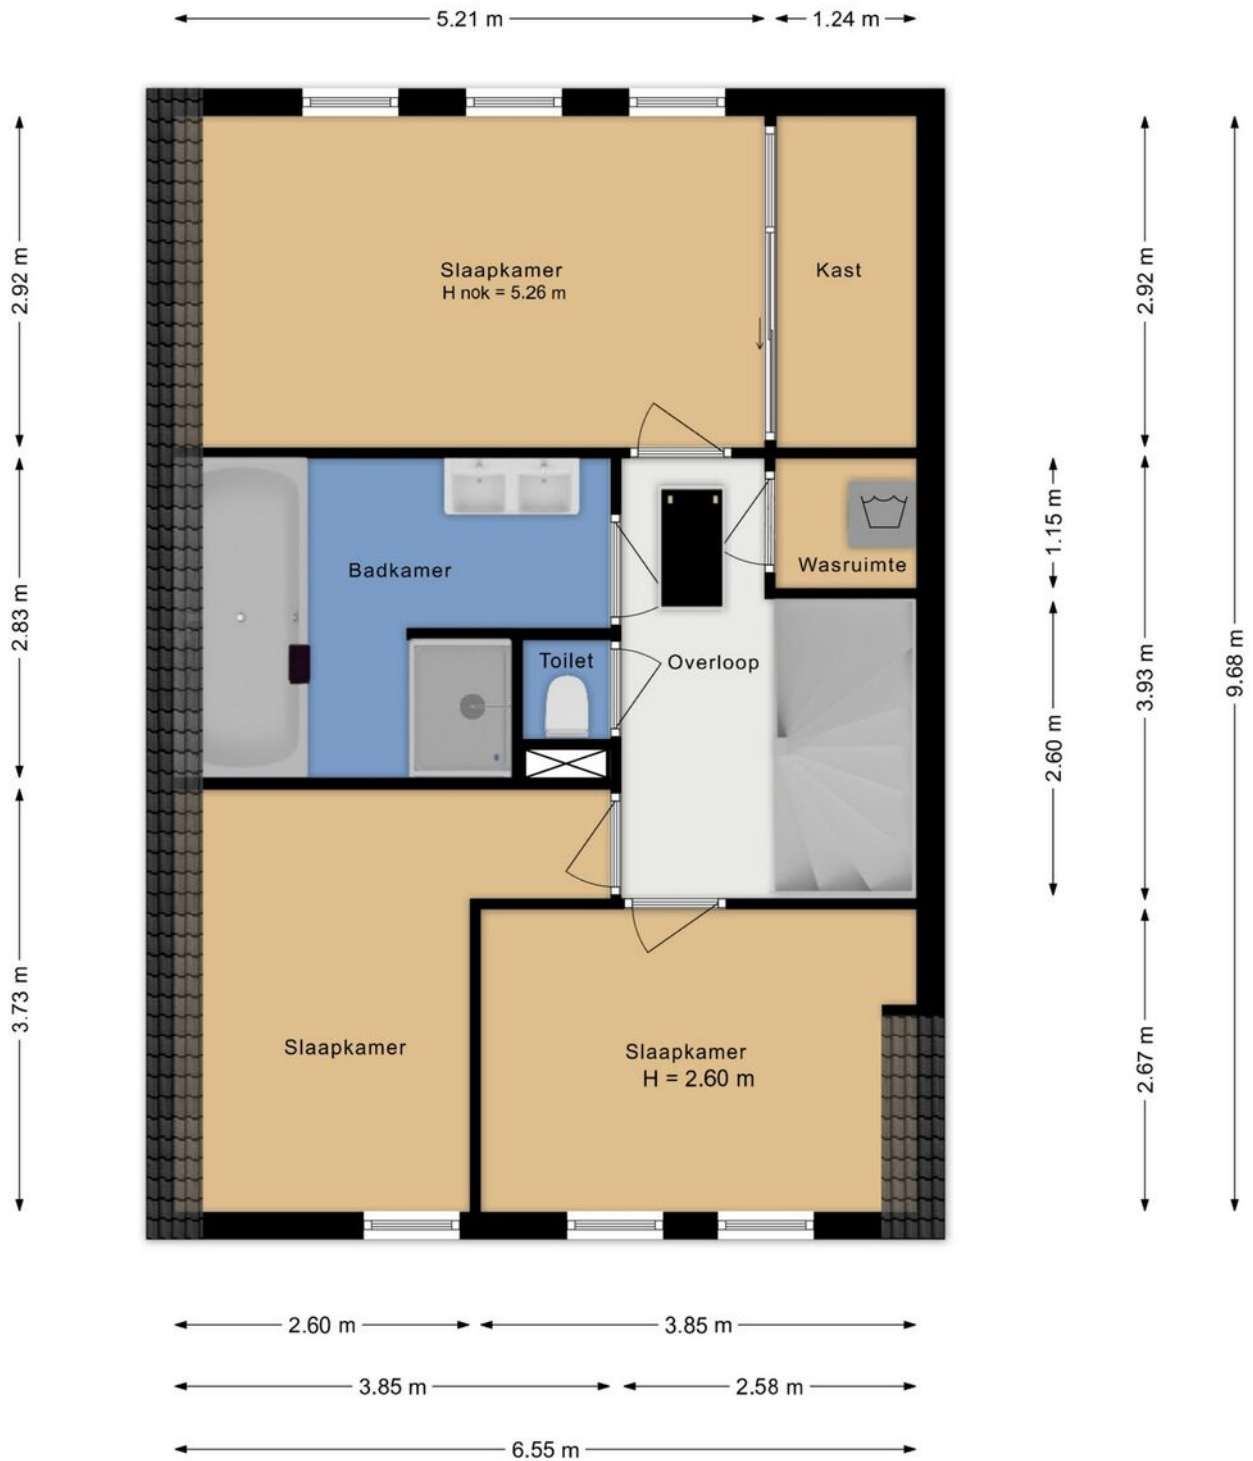 5.21 m
1.24 m
2.92 m
Slaapkamer
H nok = 5.26 m
Kast
2.92 m
2.83 m
Badkamer
Wasruimte
1.15 m
Toilet
Overloop
3.93 m
9.68 m
2.60 m
3.73 m
Slaapkamer
Slaapkamer
H = 2.60 m
2.67 m
2.60 m
3.85 m
3.85 m
2.58 m
6.55 m